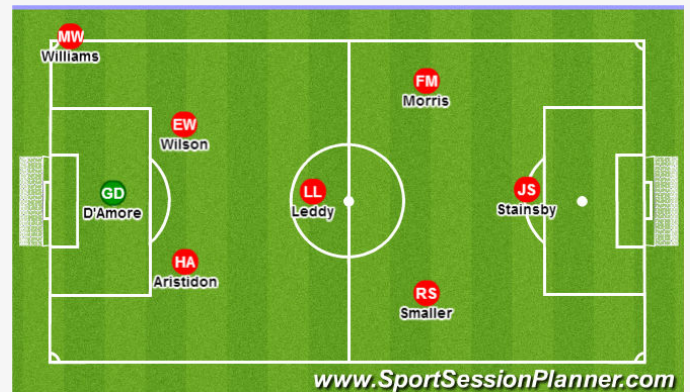 MW
Williams
FM
Morris
EW
Wilson
GD
D'Amore
LL
Leddy
JS
Stainsby
HA
Aristidon
RS
Smaller
www.SportSessionPlanner.com